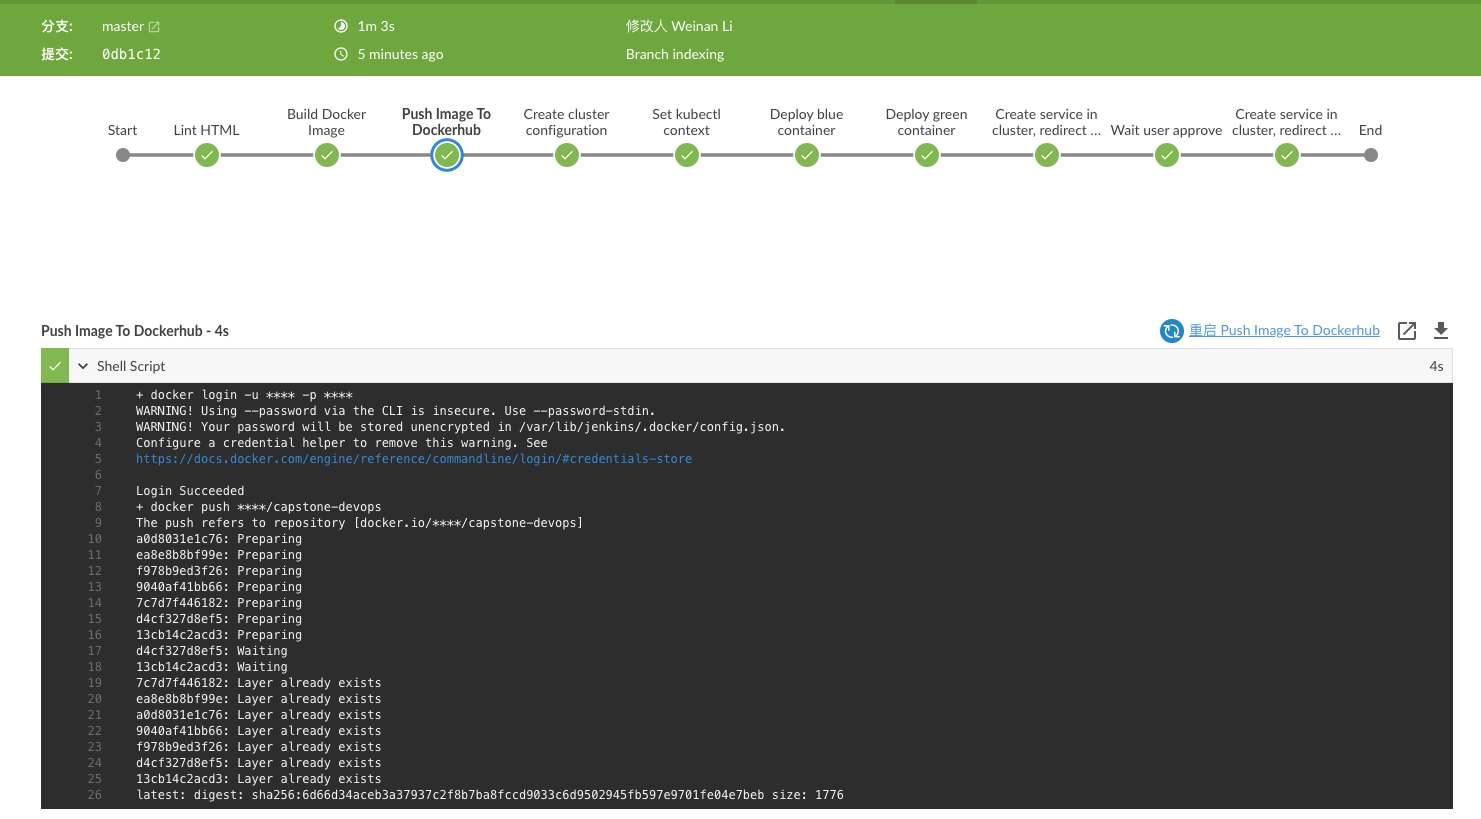 分支: master 1m 3s 修改人 Weinan Li
提交: 0db1c12 5 minutes ago Branch indexing
Start
Lint HTML
Build Docker
Image
Push Image To
Dockerhub
Create cluster
configuration
Set kubectl
context
Deploy blue
container
Deploy green
container
Create service in
cluster, redirect ...
Wait user approve
Create service in
cluster, redirect ...
End
Push Image To Dockerhub - 4s
重启 Push Image To Dockerhub
Shell Script 4s
1 + docker login -u **** -p ****
2 WARNING! Using --password via the CLI is insecure. Use --password-stdin.
3 WARNING! Your password will be stored unencrypted in /var/lib/jenkins/.docker/config.json.
4 Configure a credential helper to remove this warning. See
5 https://docs.docker.com/engine/reference/commandline/login/#credentials-store
6
7 Login Succeeded
8 + docker push ****/capstone-devops
9 The push refers to repository [docker.io/****/capstone-devops]
10 a0d8031e1c76: Preparing
11 ea8e8b8bf99e: Preparing
12 f978b9ed3f26: Preparing
13 9040af41bb66: Preparing
14 7c7d7f446182: Preparing
15 d4cf327d8ef5: Preparing
16 13cb14c2acd3: Preparing
17 d4cf327d8ef5: Waiting
18 13cb14c2acd3: Waiting
19 7c7d7f446182: Layer already exists
20 ea8e8b8bf99e: Layer already exists
21 a0d8031e1c76: Layer already exists
22 9040af41bb66: Layer already exists
23 f978b9ed3f26: Layer already exists
24 d4cf327d8ef5: Layer already exists
25 13cb14c2acd3: Layer already exists
26 latest: digest: sha256:6d66d34aceb3a37937c2f8b7ba8fccd9033c6d9502945fb597e9701fe04e7beb size: 1776